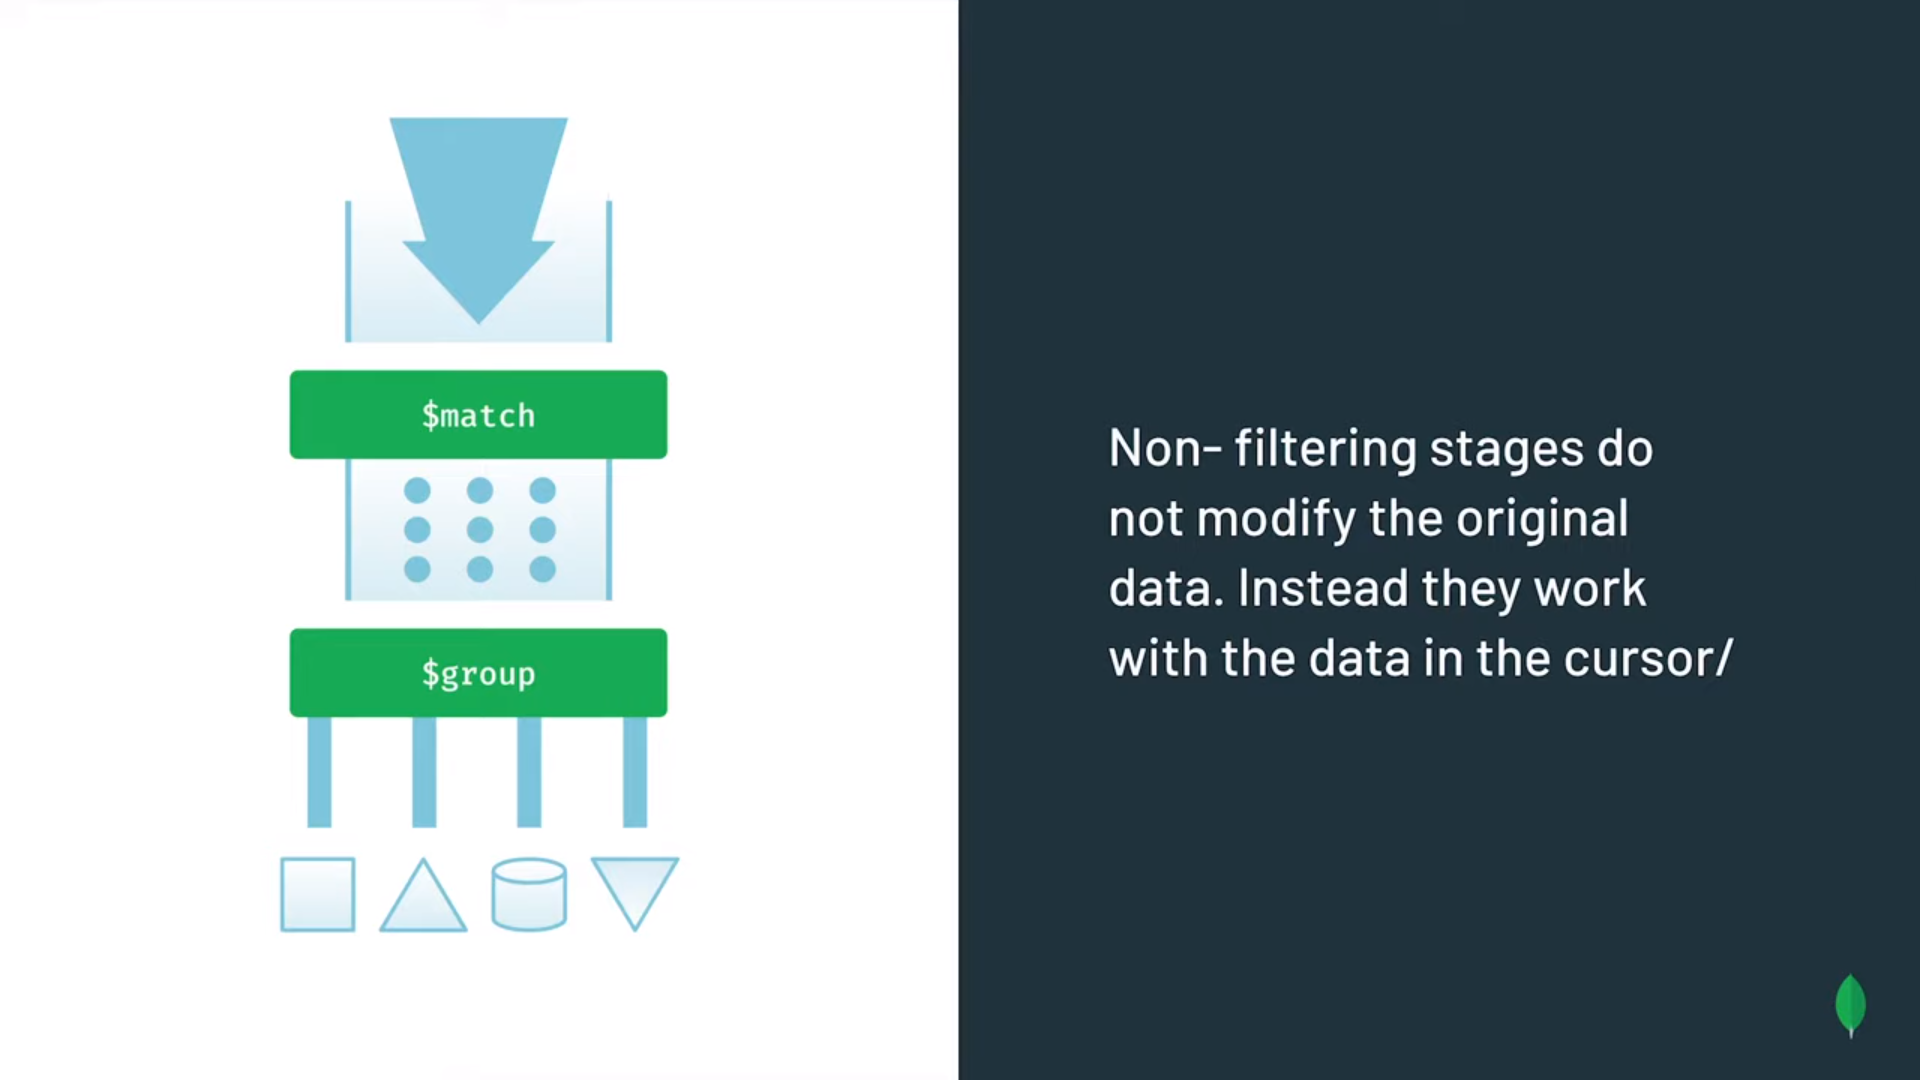 $match
$group
Non- filtering stages do
not modify the original
data. Instead they work
with the data in the cursor/